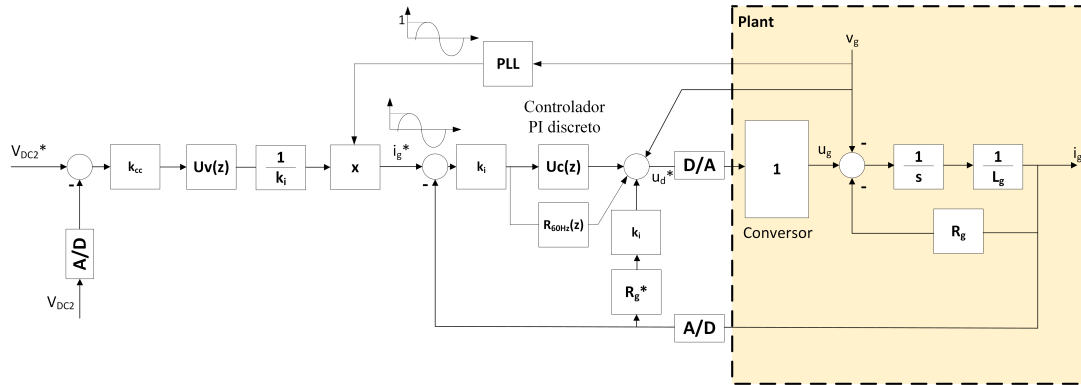 Plant
v_g
1
PLL
Controlador
PI discreto
V_DC2*
k_cc
Uv(z)
1
k_i
x
i_g*
k_i
Uc(z)
u_d*
D/A
1
u_g
1
s
1
L_g
i_g
-
-
-
-
R_60Hz(z)
k_i
Conversor
R_g
A/D
R_g*
V_DC2
A/D